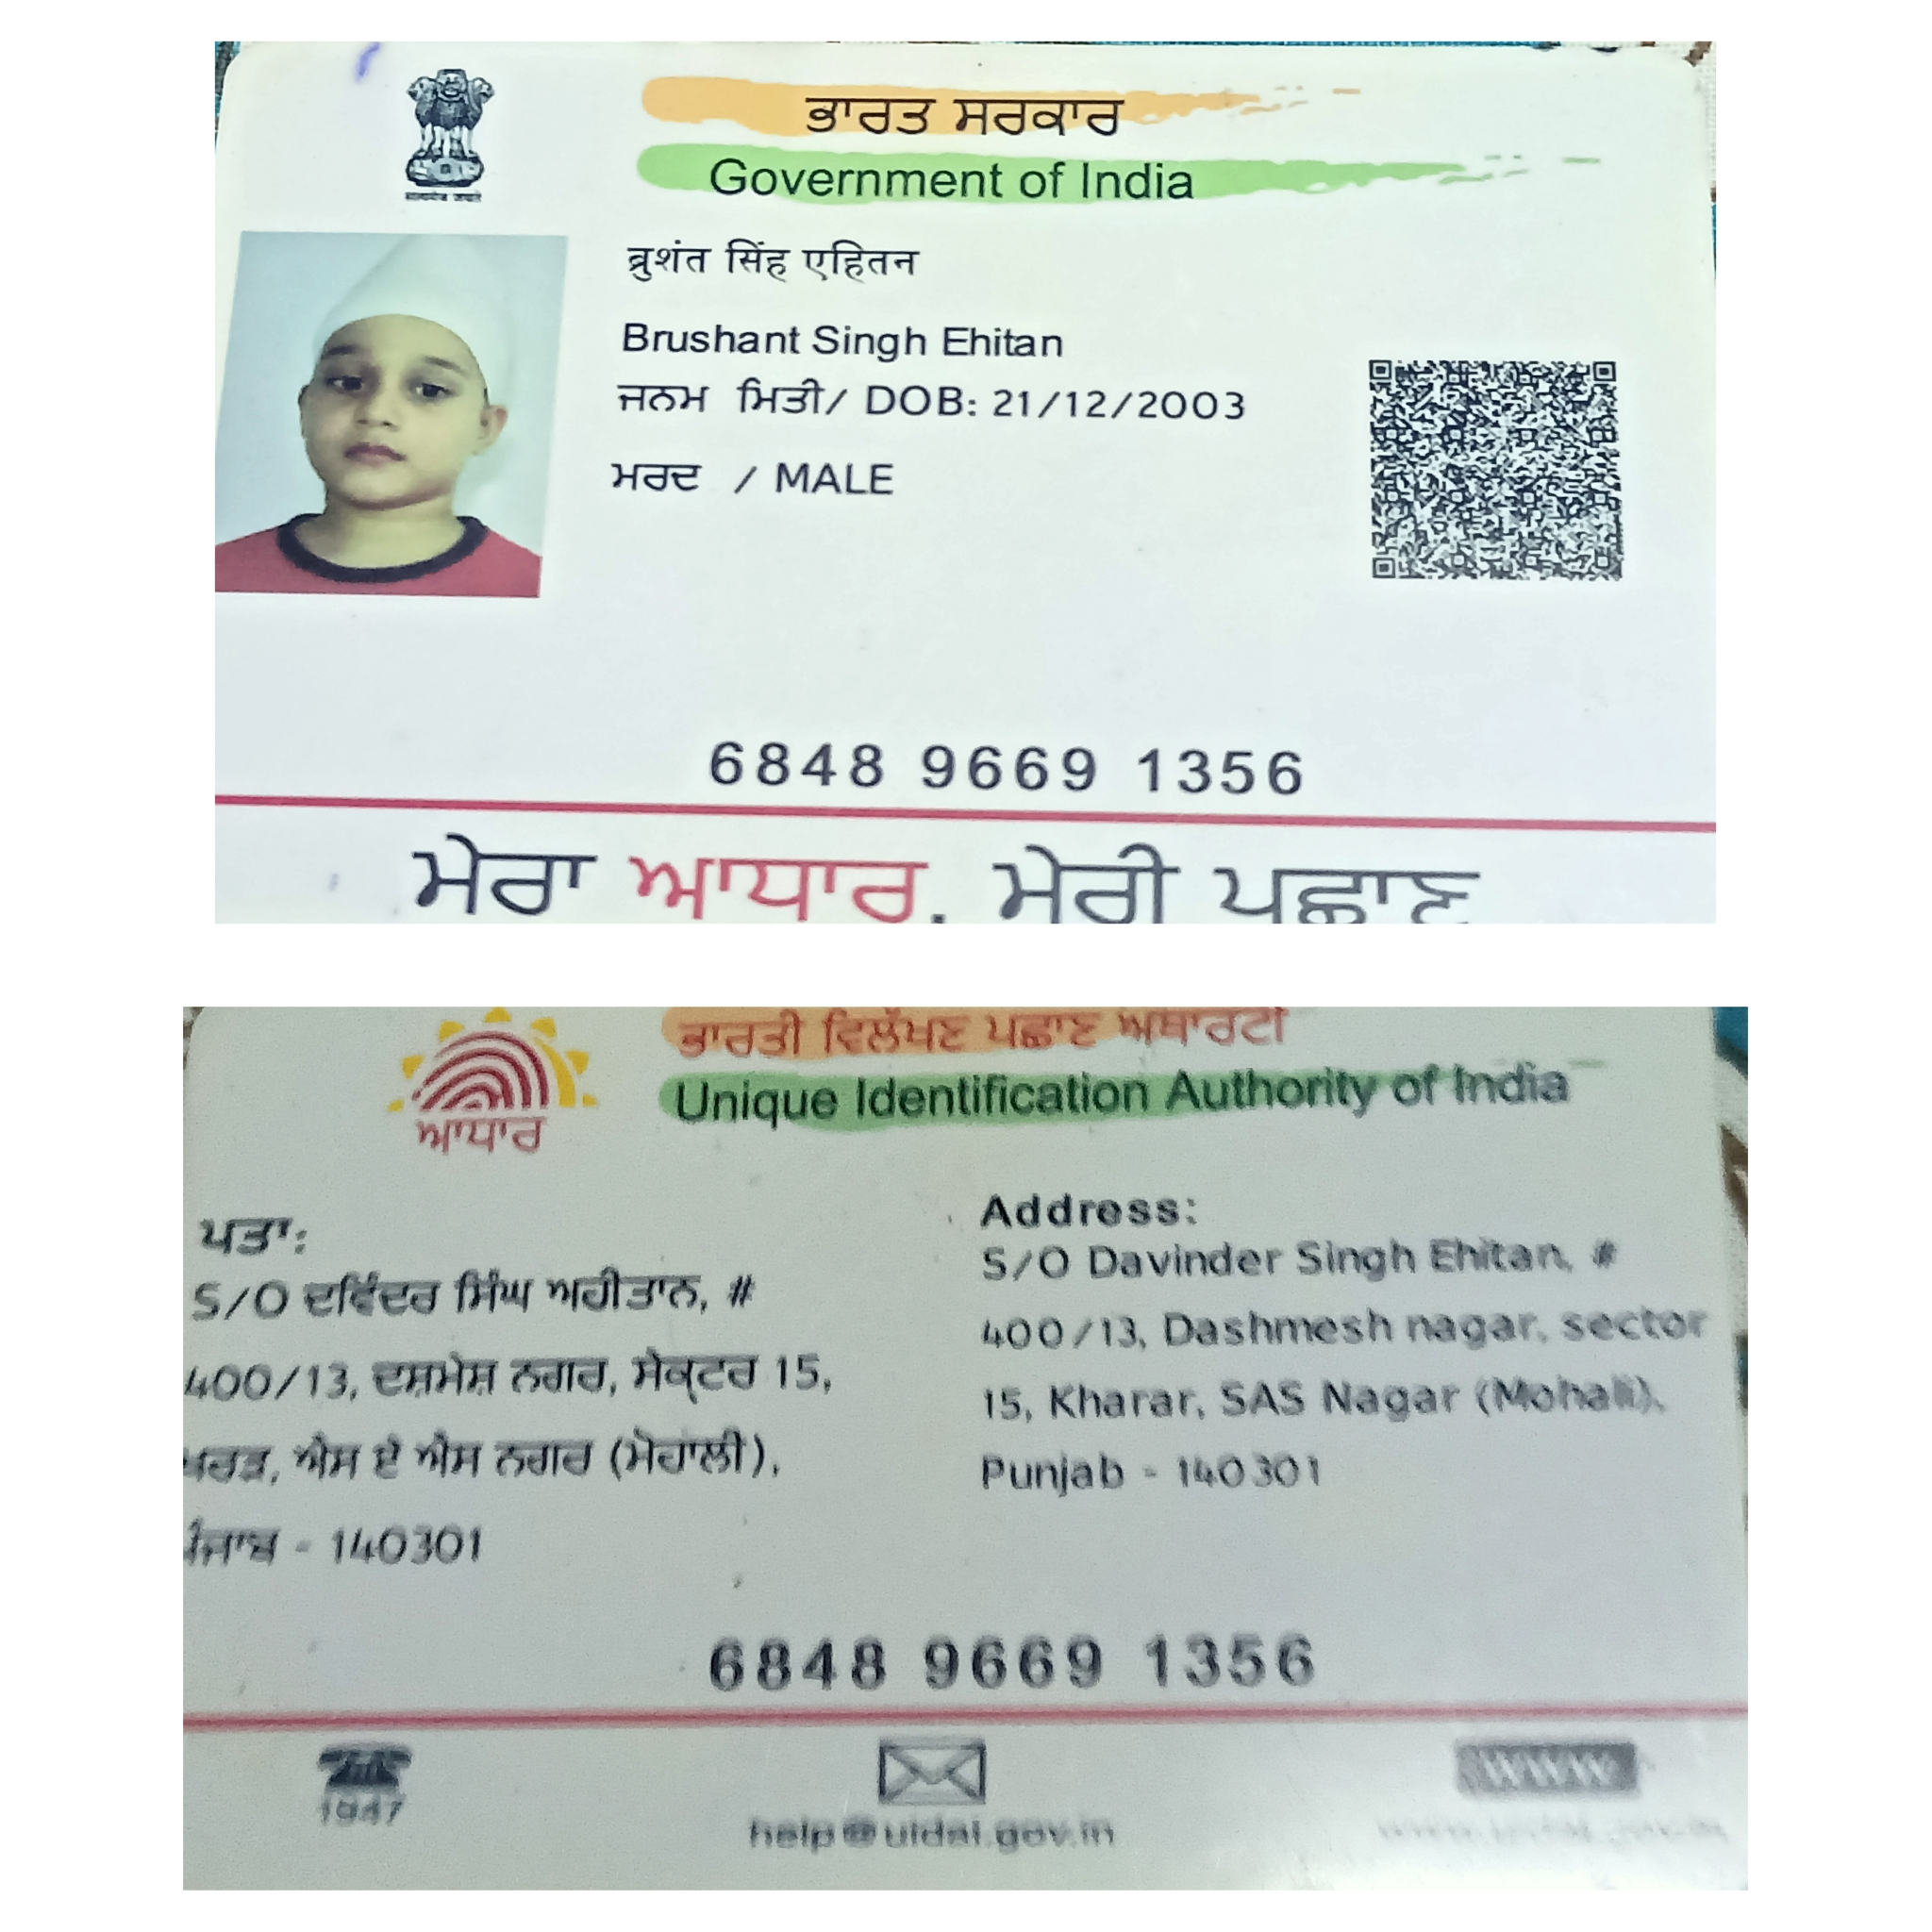 ਭਾਰਤ ਸਰਕਾਰ
Government of India
ब्रुशंत सिंह एहितन
Brushant Singh Ehitan
ਜਨਮ ਮਿਤੀ/ DOB: 21/12/2003
ਮਰਦ / MALE
6848 9669 1356
ਮੇਰਾ ਆਧਾਰ, ਮੇਰੀ ਪਛਾਣ
ਭਾਰਤੀ ਵਿਲੱਖਣ ਪਛਾਣ ਅਥਾਰਟੀ
Unique Identification Authority of India
ਆਧਾਰ
ਪਤਾ:
S/O ਦਵਿੰਦਰ ਸਿੰਘ ਅਹੀਤਾਨ, #
400/13, ਦਸ਼ਮੇਸ਼ ਨਗਰ, ਸੇਕ੍ਟਰ 15,
ਖਰੜ, ਐਸ ਏ ਐਸ ਨਗਰ (ਮੋਹਾਲੀ),
ਪੰਜਾਬ - 140301
Address:
S/O Davinder Singh Ehitan, #
400/13, Dashmesh nagar, sector
15, Kharar, SAS Nagar (Mohali),
Punjab - 140301
6848 9669 1356
1947
help@uidai.gov.in
www